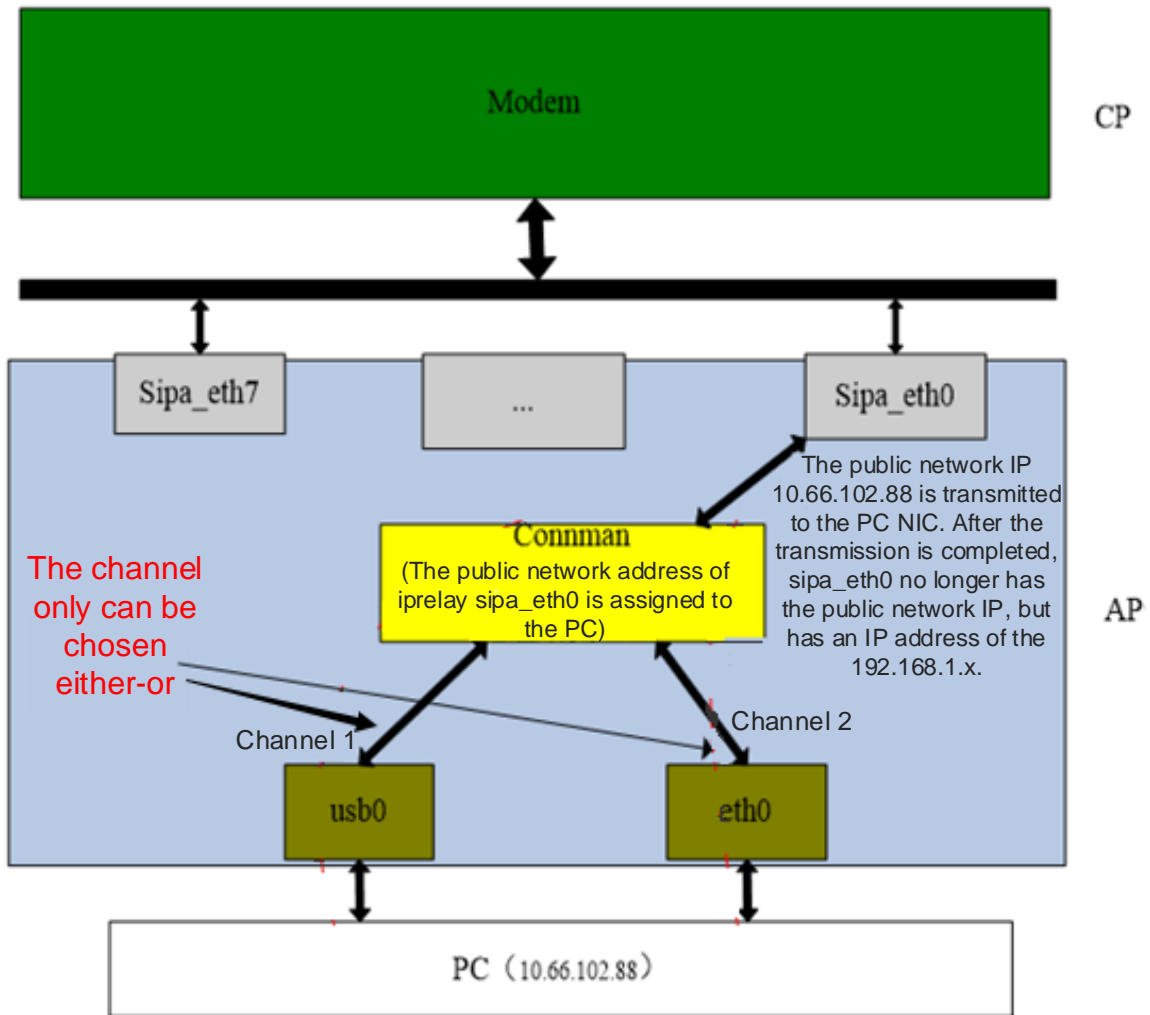 Modem
CP
Sipa_eth7
...
Sipa_eth0
The public network IP
10.66.102.88 is transmitted
to the PC NIC. After the
transmission is completed,
sipa_eth0 no longer has
the public network IP, but
has an IP address of the
192.168.1.x.
Connman
(The public network address of
iprelay sipa_eth0 is assigned to
the PC)
The channel
only can be
chosen
either-or
AP
Channel 1
Channel 2
usb0
eth0
PC（10.66.102.88）